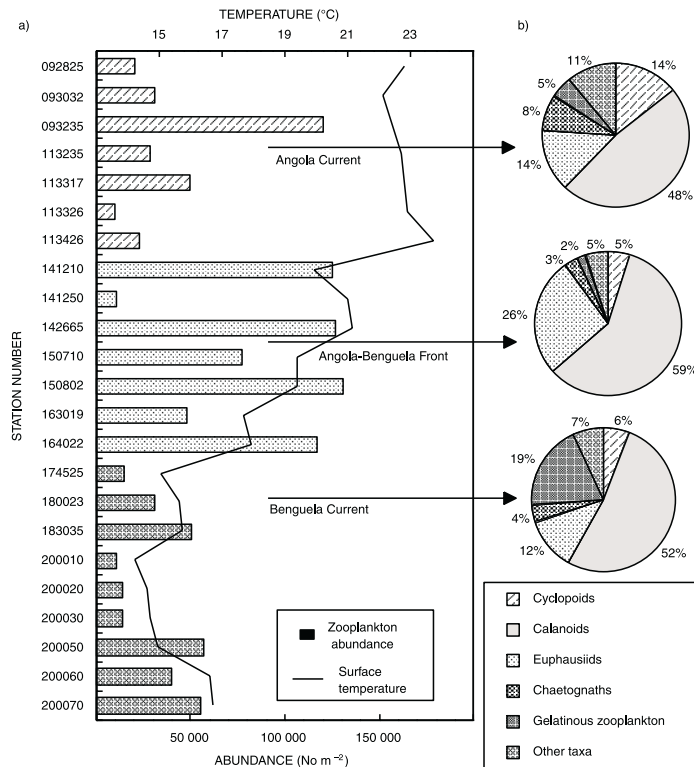 a)
TEMPERATURE (°C)
15 17 19 21 23
STATION NUMBER
092825
093032
093235
113235
113317
113326
113426
141210
141250
142665
150710
150802
163019
164022
174525
180023
183035
200010
200020
200030
200050
200060
200070
Angola Current
Angola-Benguela Front
Benguela Current
Zooplankton
abundance
Surface
temperature
50 000 100 000 150 000
ABUNDANCE (No m⁻²)
b)
11% 14%
5%
8%
14%
48%
2% 5% 5%
3%
26%
59%
7% 6%
19%
4%
12%
52%
Cyclopoids
Calanoids
Euphausiids
Chaetognaths
Gelatinous zooplankton
Other taxa